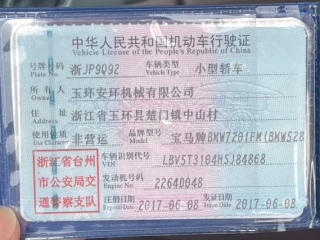 中华人民共和国机动车行驶证
Vehicle License of the People's Republic of China
号牌号码 浙JP9Q92 车辆类型 小型轿车
Plate No. Vehicle Type
所有人 玉环安环机械有限公司
Owner
住址 浙江省玉环县楚门镇中山村
Address
使用性质 非营运 品牌型号 宝马牌BMW7201FM(BMW528
Use Character Model
浙江省台州
市公安局交
通警察支队
车辆识别代号 LBV5T3104HSJ84868
VIN
发动机号码 2264D048
Engine No.
注册日期 2017-06-08 发证日期 2017-06-08
Register Date Issue Date